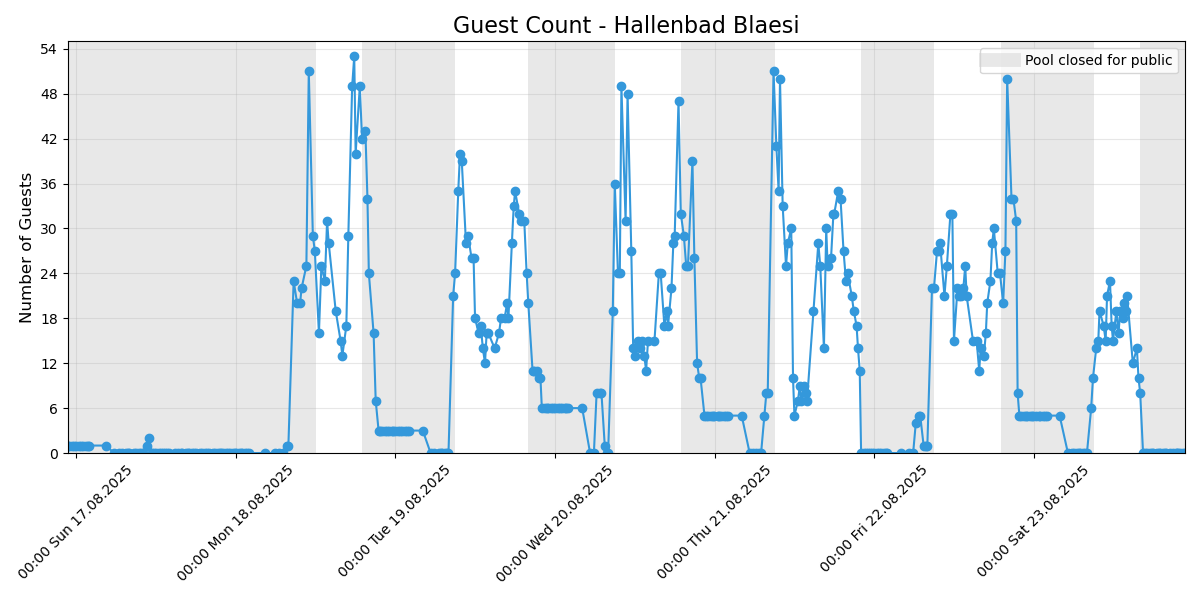 Guest Count - Hallenbad Blaesi
Pool closed for public
Number of Guests
54
48
42
36
30
24
18
12
6
0
00:00 Sun 17.08.2025
00:00 Mon 18.08.2025
00:00 Tue 19.08.2025
00:00 Wed 20.08.2025
00:00 Thu 21.08.2025
00:00 Fri 22.08.2025
00:00 Sat 23.08.2025